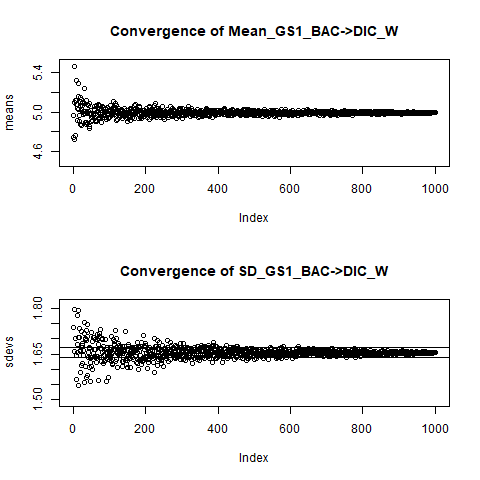 Convergence of Mean_GS1_BAC->DIC_W
means
5.4
5.0
4.6
0 200 400 600 800 1000
Index
Convergence of SD_GS1_BAC->DIC_W
sdevs
1.80
1.65
1.50
0 200 400 600 800 1000
Index